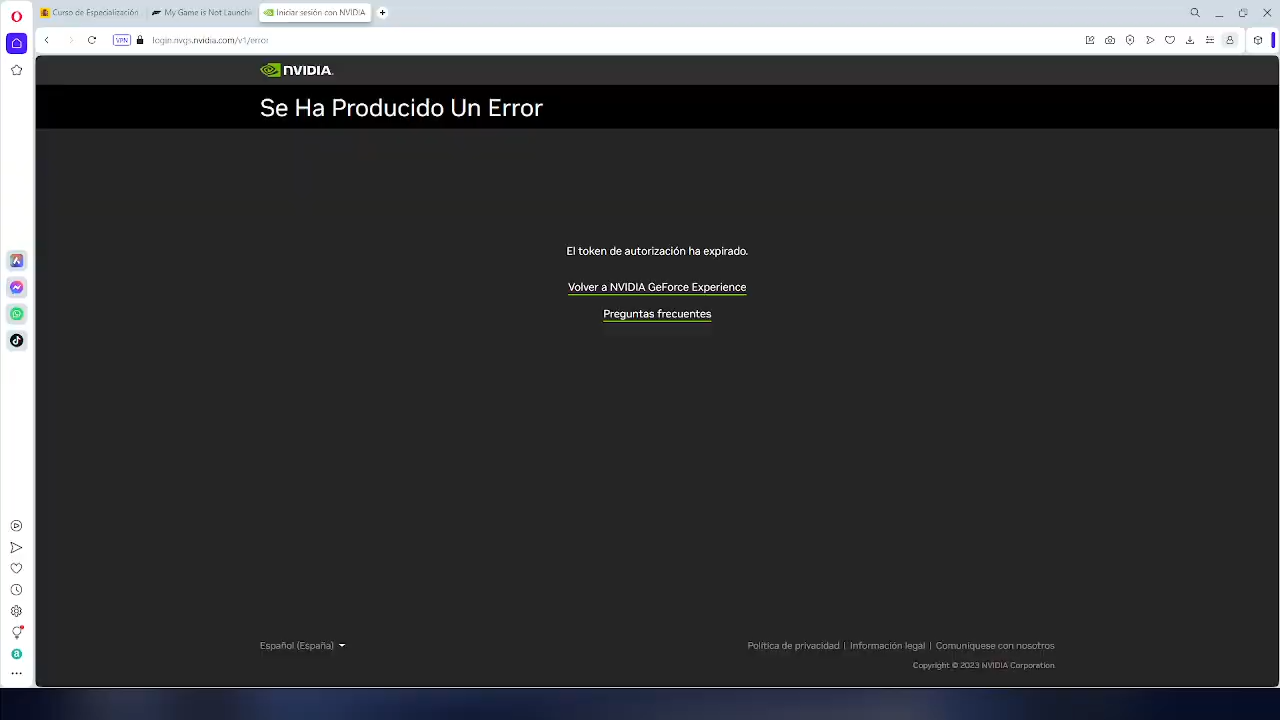 Curso de Especialización
My Game is Not Launchi
Iniciar sesión con NVIDIA
VPN
login.nvgs.nvidia.com/v1/error
NVIDIA.
Se Ha Producido Un Error
El token de autorización ha expirado.
Volver a NVIDIA GeForce Experience
Preguntas frecuentes
Español (España)
Política de privacidad | Información legal | Comuníquese con nosotros
Copyright © 2023 NVIDIA Corporation